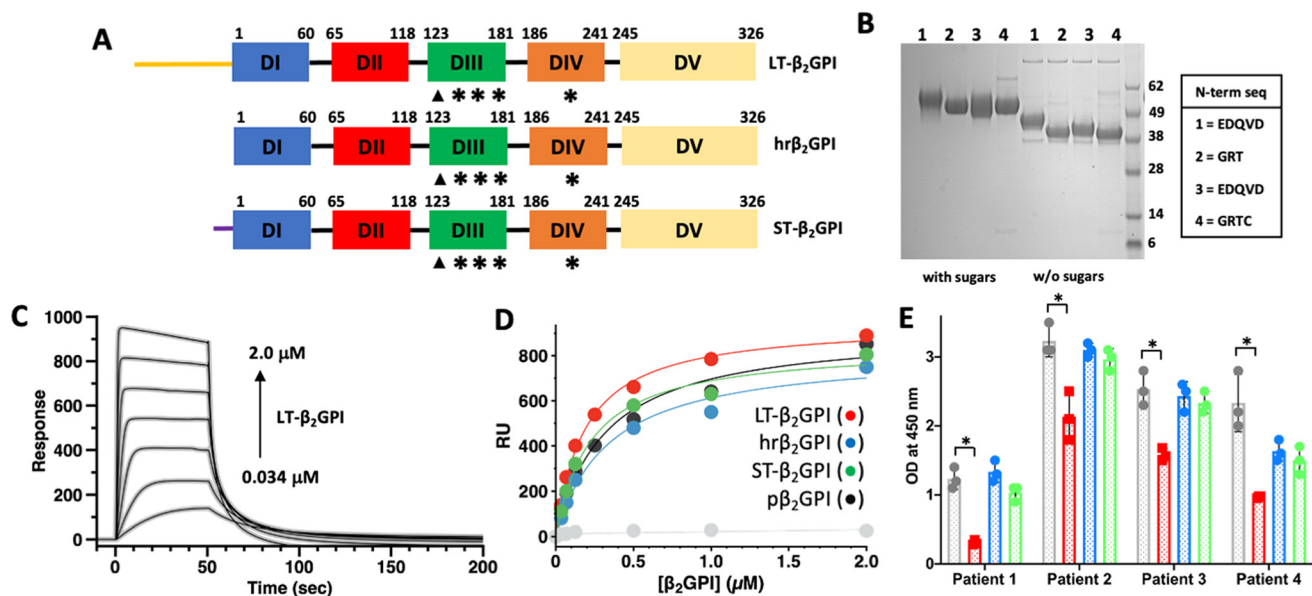 A
1 60 65 118 123 181 186 241 245 326
DI DII DIII DIV DV
LT-β₂GPI
▲ * * * *
1 60 65 118 123 181 186 241 245 326
DI DII DIII DIV DV
hrβ₂GPI
▲ * * * *
1 60 65 118 123 181 186 241 245 326
DI DII DIII DIV DV
ST-β₂GPI
▲ * * * *
B
1 2 3 4 1 2 3 4
62
49
38
28
14
6
with sugars w/o sugars
N-term seq
1 = EDQVD
2 = GRT
3 = EDQVD
4 = GRTC
C
1000
800
600
400
200
0
Response
2.0 µM
LT-β₂GPI
0.034 µM
0 50 100 150 200
Time (sec)
D
800
600
400
200
0
RU
LT-β₂GPI ( )
hrβ₂GPI ( )
ST-β₂GPI ( )
pβ₂GPI ( )
0.0 0.5 1.0 1.5 2.0
[β₂GPI] (µM)
E
3
2
1
0
OD at 450 nm
* * * *
Patient 1 Patient 2 Patient 3 Patient 4